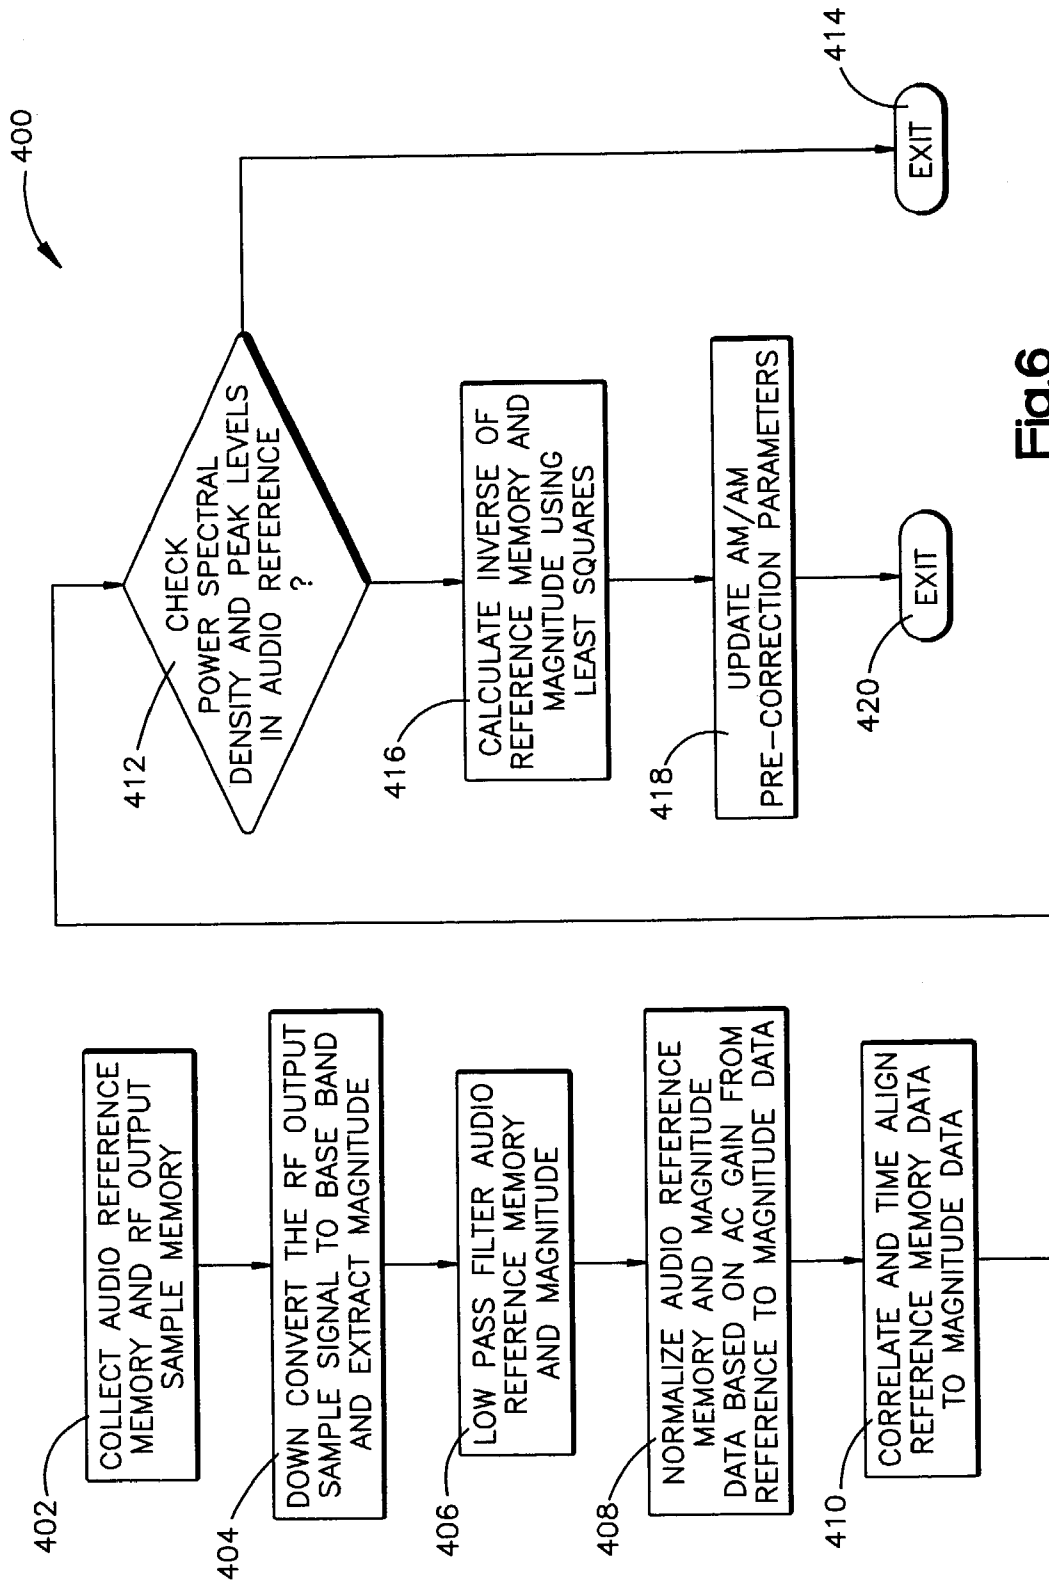 400
402
COLLECT AUDIO REFERENCE
MEMORY AND RF OUTPUT
SAMPLE MEMORY
404
DOWN CONVERT THE RF OUTPUT
SAMPLE SIGNAL TO BASE BAND
AND EXTRACT MAGNITUDE
406
LOW PASS FILTER AUDIO
REFERENCE MEMORY
AND MAGNITUDE
408
NORMALIZE AUDIO REFERENCE
MEMORY AND MAGNITUDE
DATA BASED ON AC GAIN FROM
REFERENCE TO MAGNITUDE DATA
410
CORRELATE AND TIME ALIGN
REFERENCE MEMORY DATA
TO MAGNITUDE DATA
412
CHECK
POWER SPECTRAL
DENSITY AND PEAK LEVELS
IN AUDIO REFERENCE
?
416
CALCULATE INVERSE OF
REFERENCE MEMORY AND
MAGNITUDE USING
LEAST SQUARES
418
UPDATE AM/AM
PRE-CORRECTION PARAMETERS
420
EXIT
414
EXIT
Fig.6